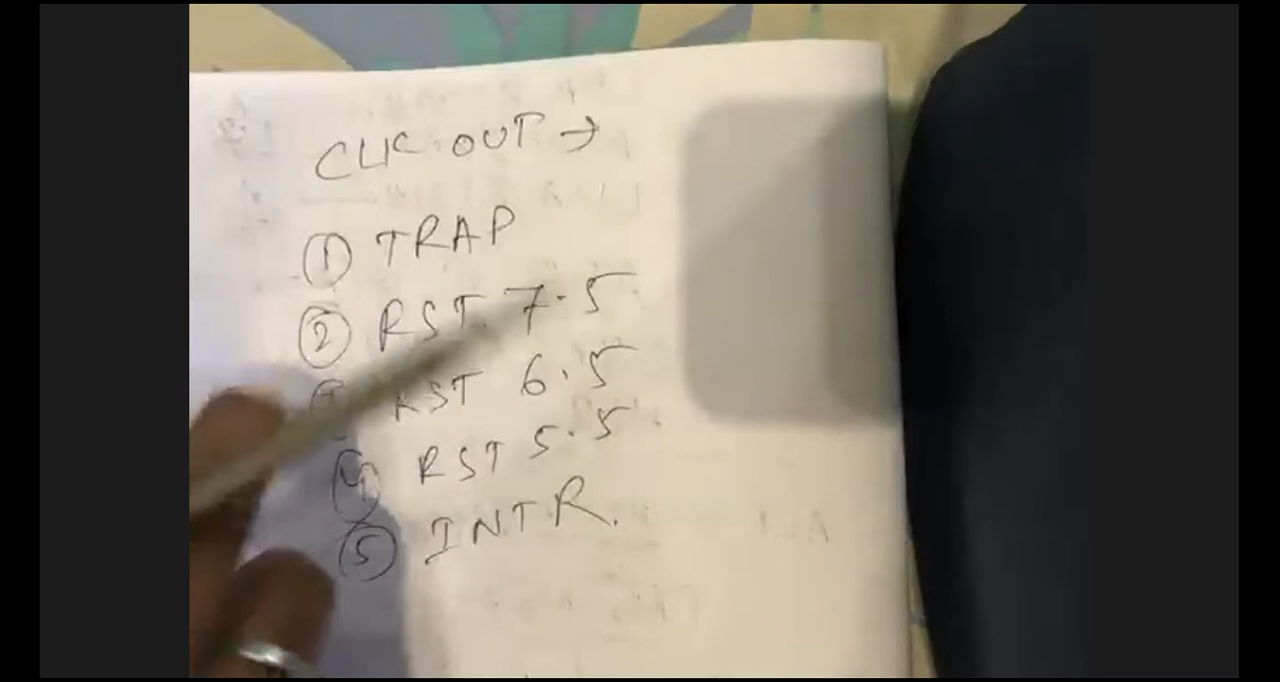 CLK OUT →
① TRAP
② RST 7.5
RST 6.5
④ RST 5.5
⑤ INTR.